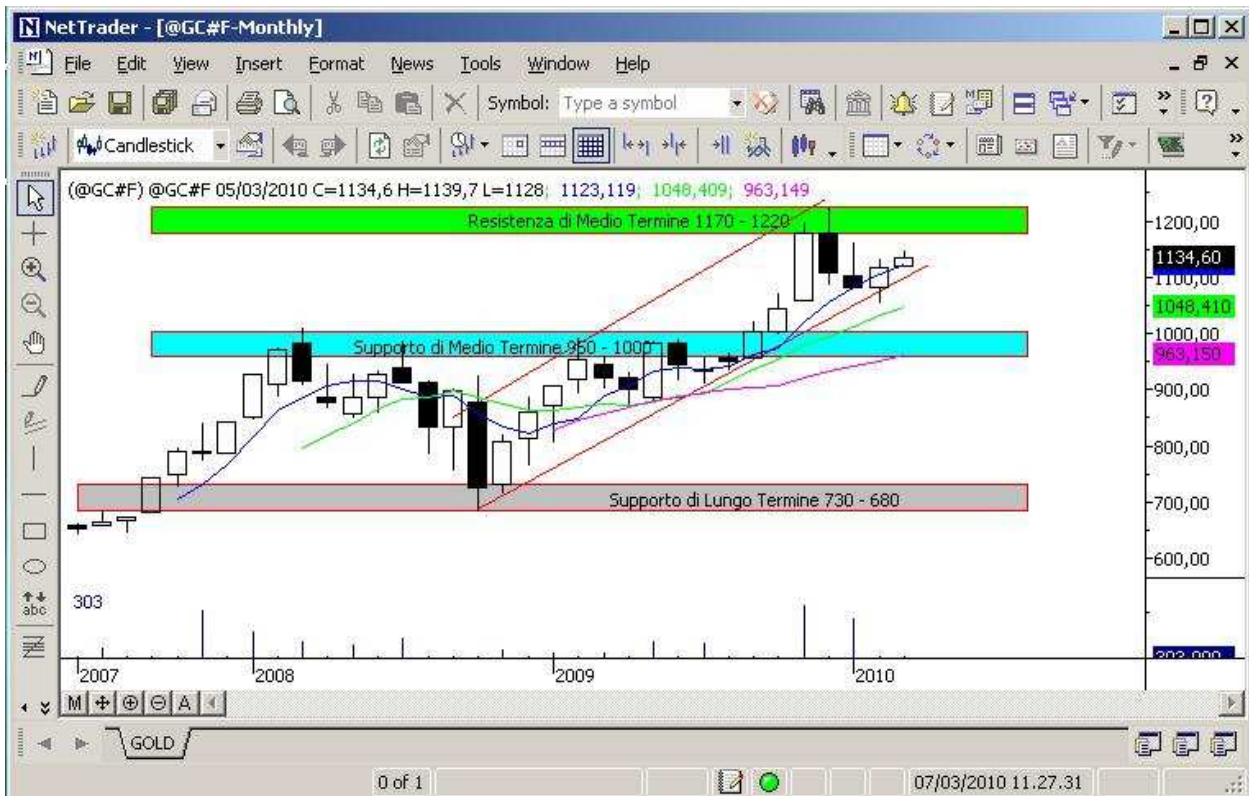 NetTrader - [@GC#F-Monthly]
File Edit View Insert Format News Tools Window Help
Symbol: Type a symbol
Candlestick
(@GC#F) @GC#F 05/03/2010 C=1134,6 H=1139,7 L=1128; 1123,119; 1048,409; 963,149
Resistenza di Medio Termine 1170 - 1220
1200,00
1134,60
1100,00
1048,410
Supporto di Medio Termine 950 - 1000
1000,00
963,150
900,00
800,00
Supporto di Lungo Termine 730 - 680
700,00
600,00
abc
303
303,000
2007 2008 2009 2010
M A
GOLD
0 of 1
07/03/2010 11.27.31